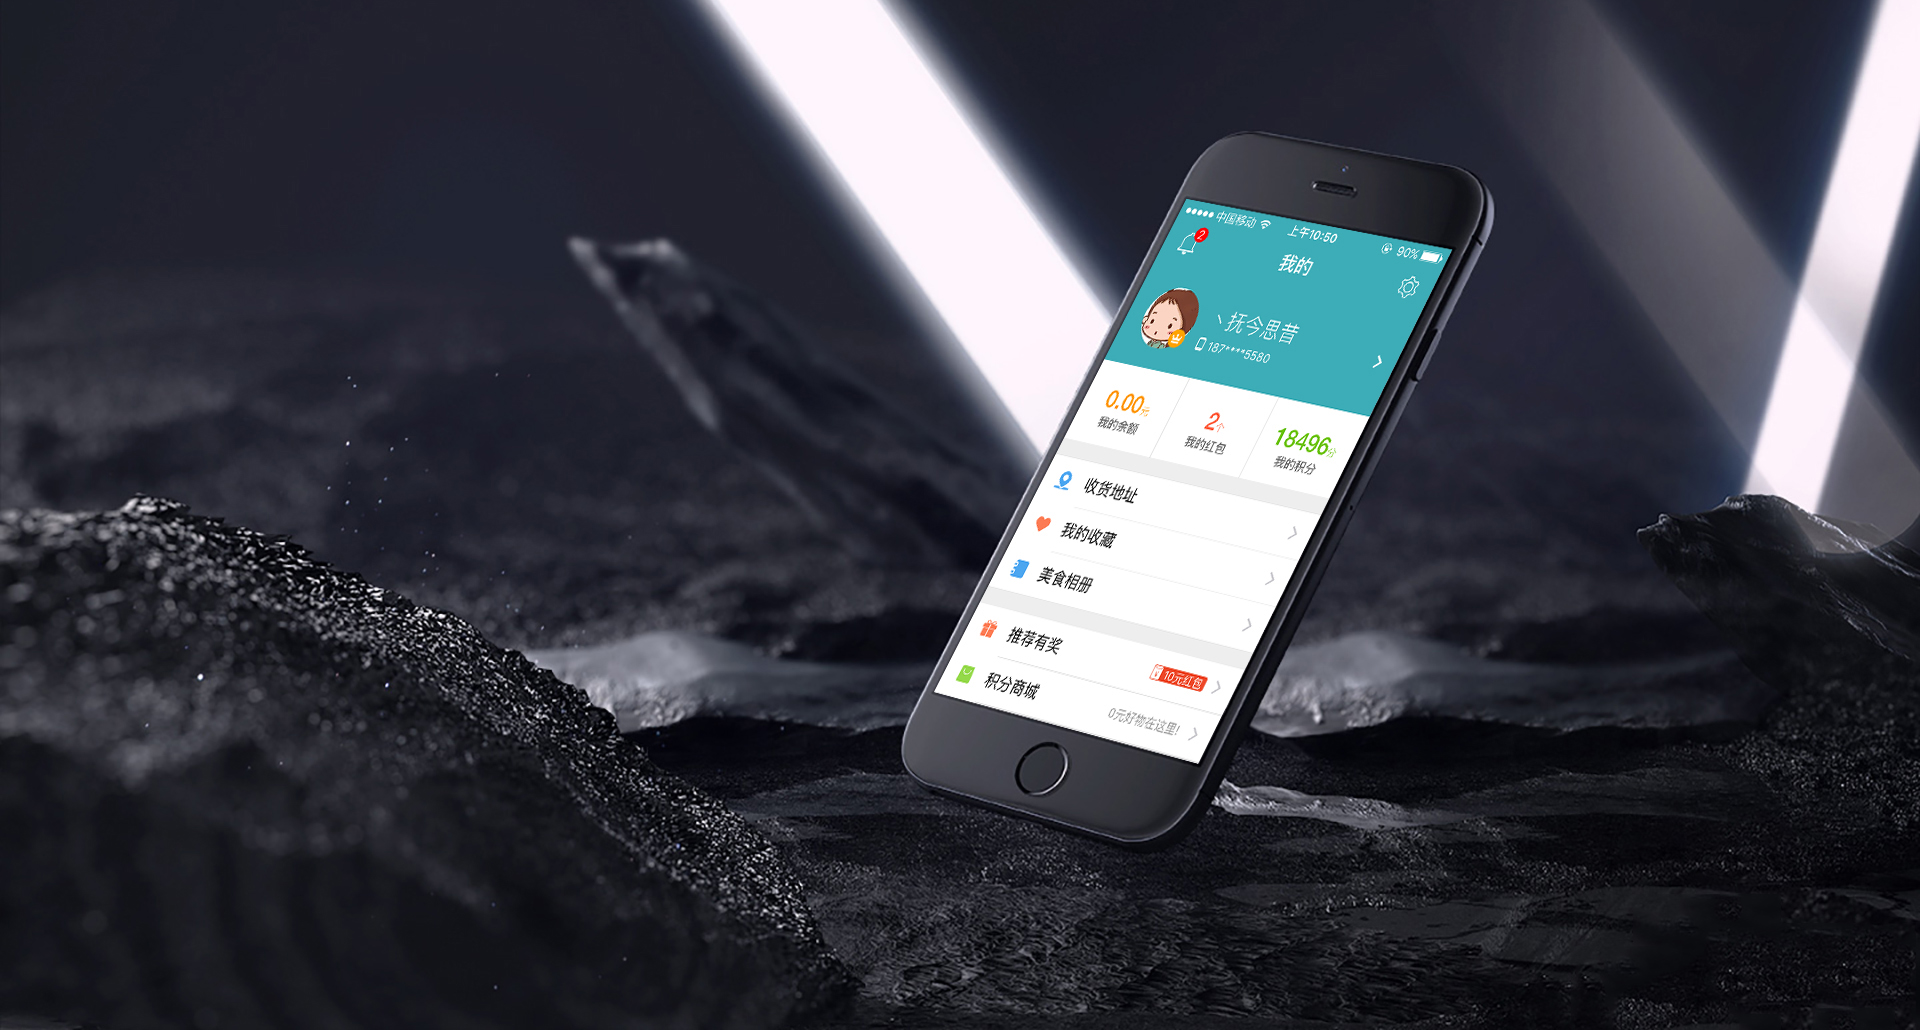 中国移动 上午10:50 90%
2
我的
丶抚今思昔
187****5580
0.00元 2个 18496分
我的余额 我的红包 我的积分
收货地址
我的收藏
美食相册
推荐有奖 10元红包
积分商城 0元好物在这里!